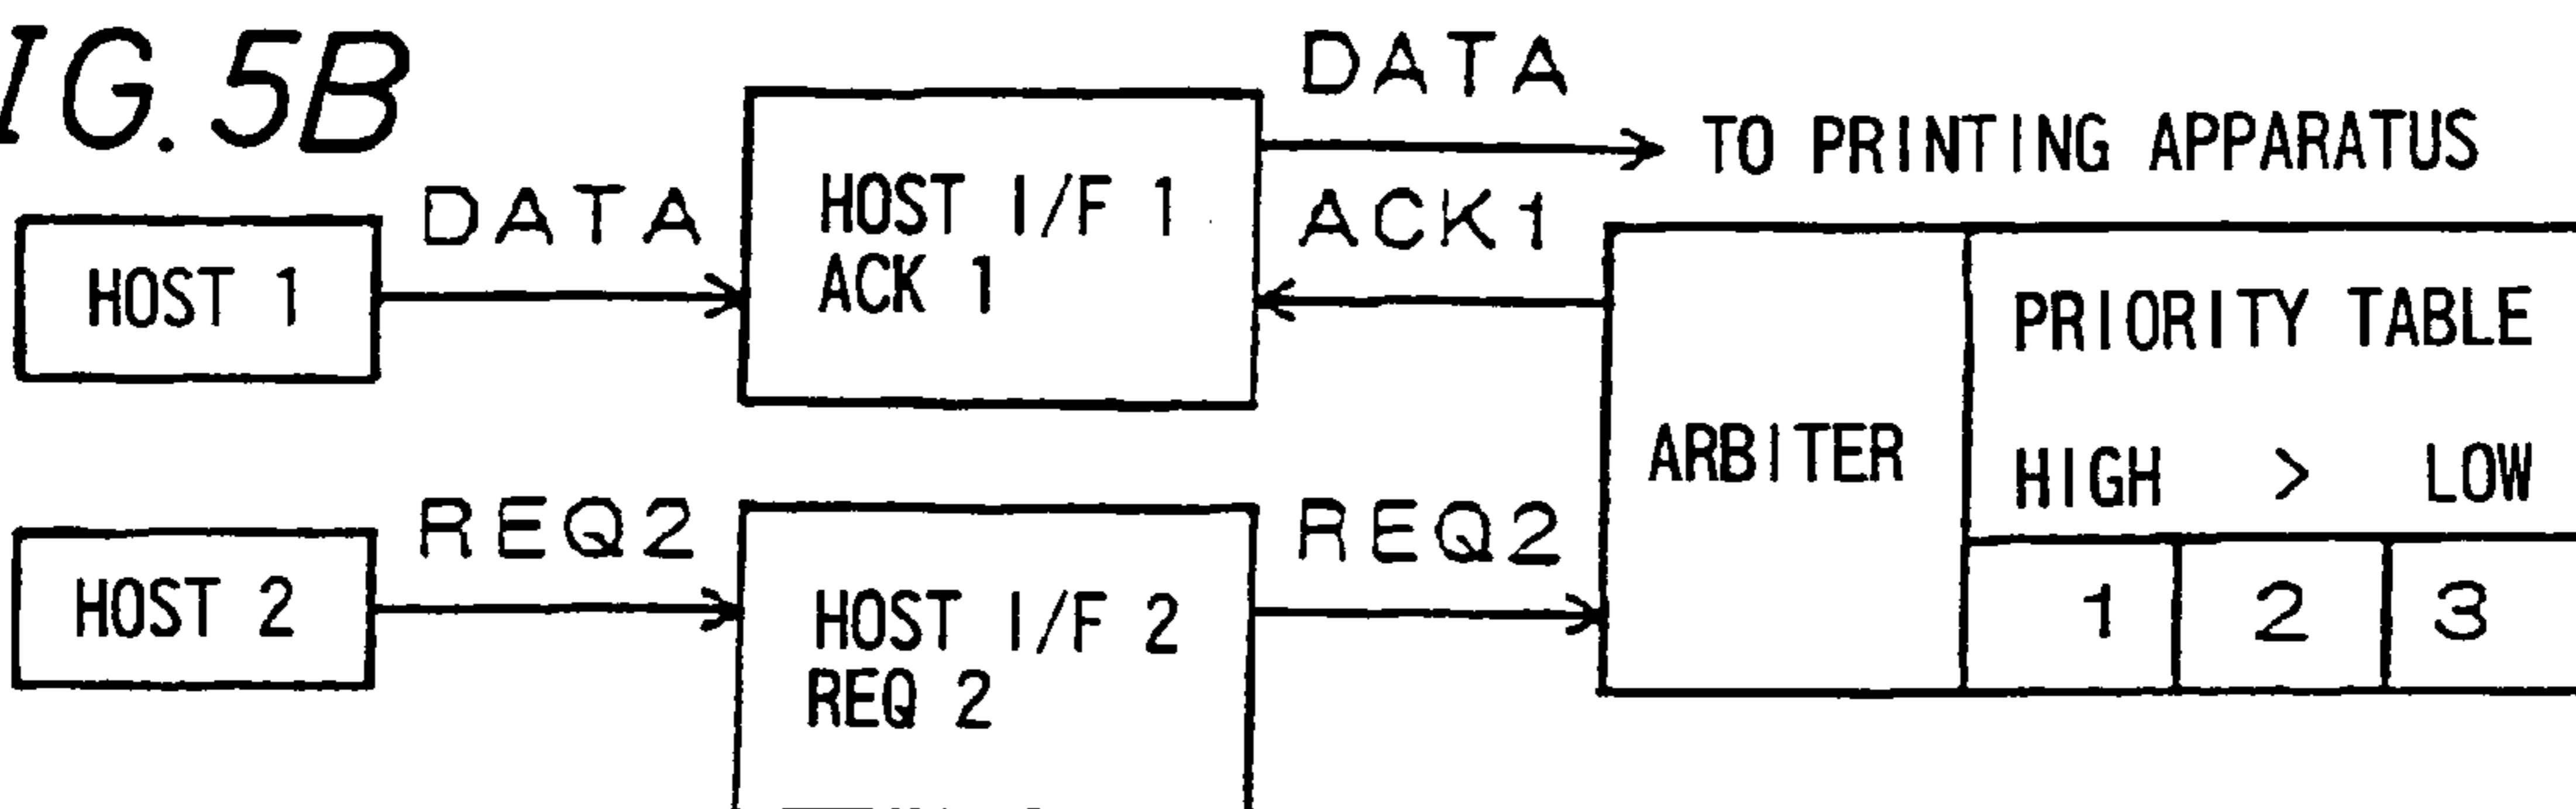 IG. 5B
DATA
TO PRINTING APPARATUS
DATA
HOST I/F 1
ACK 1
ACK1
HOST 1
PRIORITY TABLE
ARBITER
HIGH > LOW
REQ2
REQ2
HOST 2
HOST I/F 2
REQ 2
1 2 3